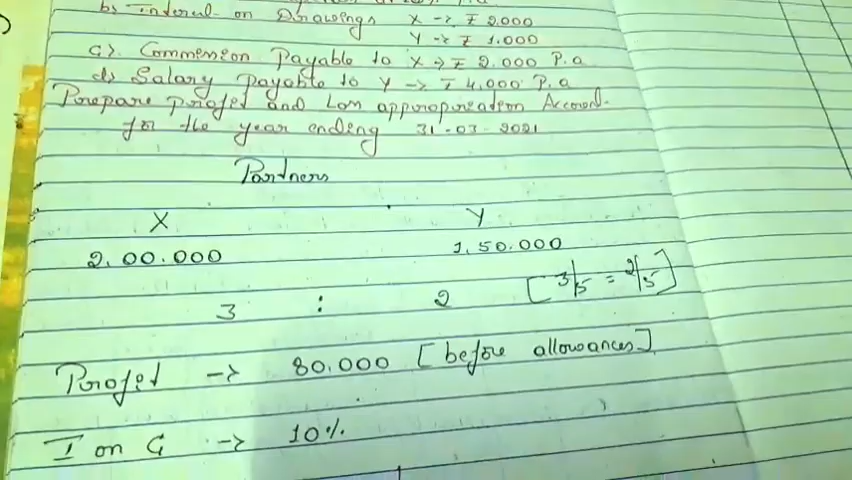 b) Interest on Drawings X -> ₹ 2.000
Y -> ₹ 1.000
c). Commission Payable to X -> ₹ 2.000 P.a
d) Salary payable to Y -> ₹ 4,000 P.a
Prepare profit and Loss appropriation Account
for the year ending 31-03-2021
Partners
X Y
2,00.000 1,50.000
3 : 2 [3/5 = 2/5]
Profit -> 80.000 [before allowances]
I on C -> 10%